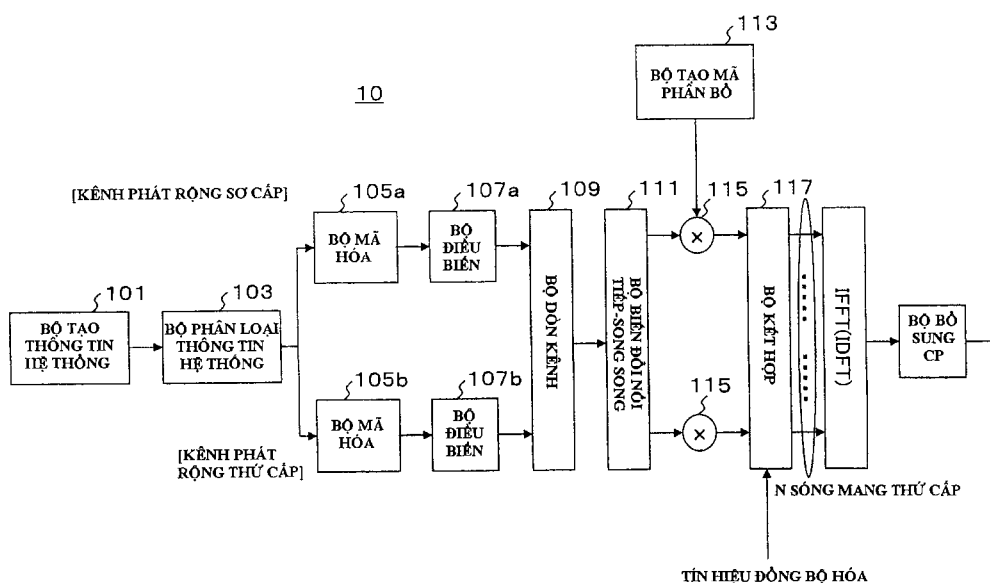 113
BỘ TẠO MÃ
PHÂN BỔ
10
[KÊNH PHÁT RỘNG SƠ CẤP]
105a
BỘ MÃ
HÓA
107a
BỘ
ĐIỀU
BIẾN
109
BỘ DỒN KÊNH
111
BỘ BIẾN ĐỔI NỐI
TIẾP-SONG SONG
115
×
117
BỘ KẾT HỢP
IFFT(IDFT)
101
BỘ TẠO
THÔNG TIN
HỆ THỐNG
103
BỘ PHÂN LOẠI
THÔNG TIN
HỆ THỐNG
BỘ BỔ
SUNG
CP
105b
BỘ MÃ
HÓA
107b
BỘ
ĐIỀU
BIẾN
115
×
[KÊNH PHÁT
RỘNG THỨ CẤP]
N SÓNG MANG THỨ CẤP
TÍN HIỆU ĐỒNG BỘ HÓA